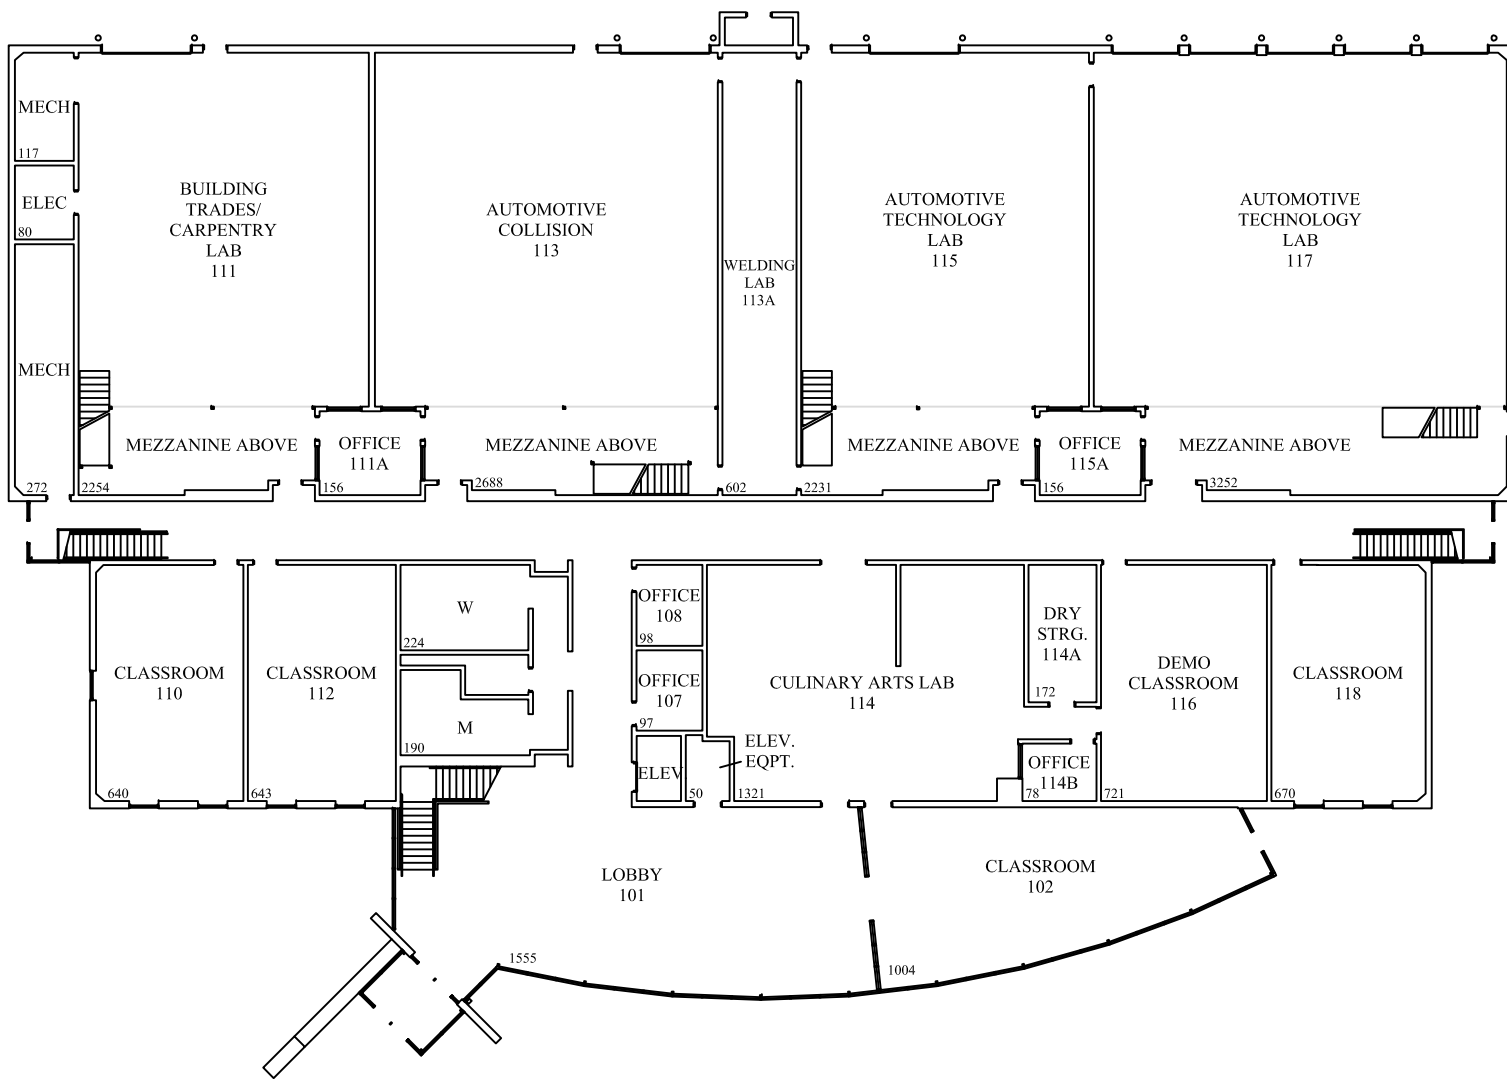 MECH
117
ELEC
80
MECH
272
BUILDING
TRADES/
CARPENTRY
LAB
111
MEZZANINE ABOVE
2254
OFFICE
111A
156
AUTOMOTIVE
COLLISION
113
MEZZANINE ABOVE
2688
WELDING
LAB
113A
602
AUTOMOTIVE
TECHNOLOGY
LAB
115
MEZZANINE ABOVE
2231
OFFICE
115A
156
AUTOMOTIVE
TECHNOLOGY
LAB
117
MEZZANINE ABOVE
3252
CLASSROOM
110
640
CLASSROOM
112
643
W
224
M
190
OFFICE
108
98
OFFICE
107
97
ELEV
50
ELEV.
EQPT.
CULINARY ARTS LAB
114
1321
DRY
STRG.
114A
172
OFFICE
114B
78
DEMO
CLASSROOM
116
721
CLASSROOM
118
670
LOBBY
101
1555
CLASSROOM
102
1004